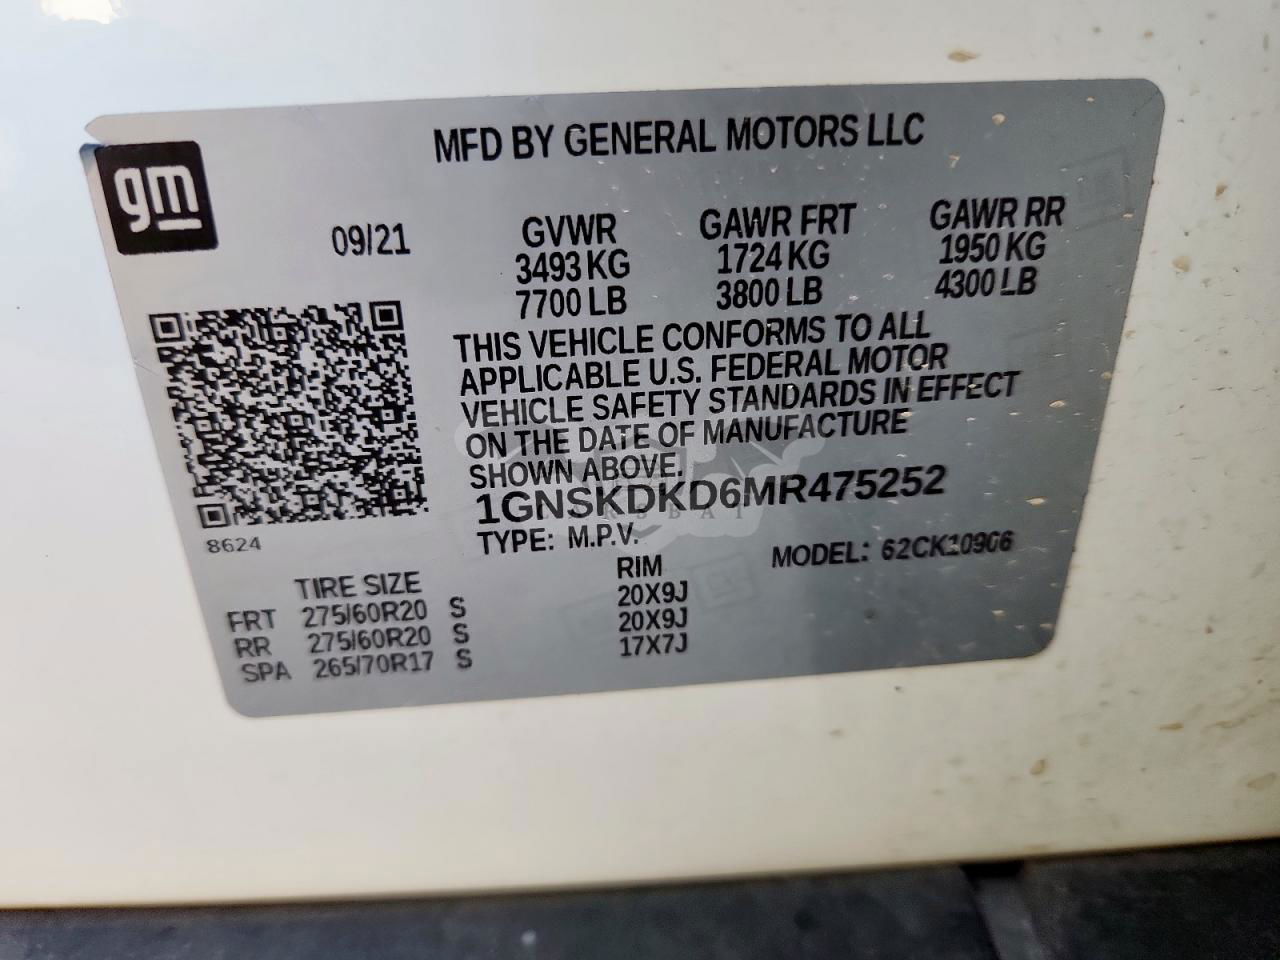 gm
MFD BY GENERAL MOTORS LLC
09/21 GVWR GAWR FRT GAWR RR
3493 KG 1724 KG 1950 KG
7700 LB 3800 LB 4300 LB
THIS VEHICLE CONFORMS TO ALL
APPLICABLE U.S. FEDERAL MOTOR
VEHICLE SAFETY STANDARDS IN EFFECT
ON THE DATE OF MANUFACTURE
SHOWN ABOVE.
1GNSKDKD6MR475252
8624
TYPE: M.P.V. MODEL: 62CK10906
TIRE SIZE RIM
FRT 275/60R20 S 20X9J
RR 275/60R20 S 20X9J
SPA 265/70R17 S 17X7J